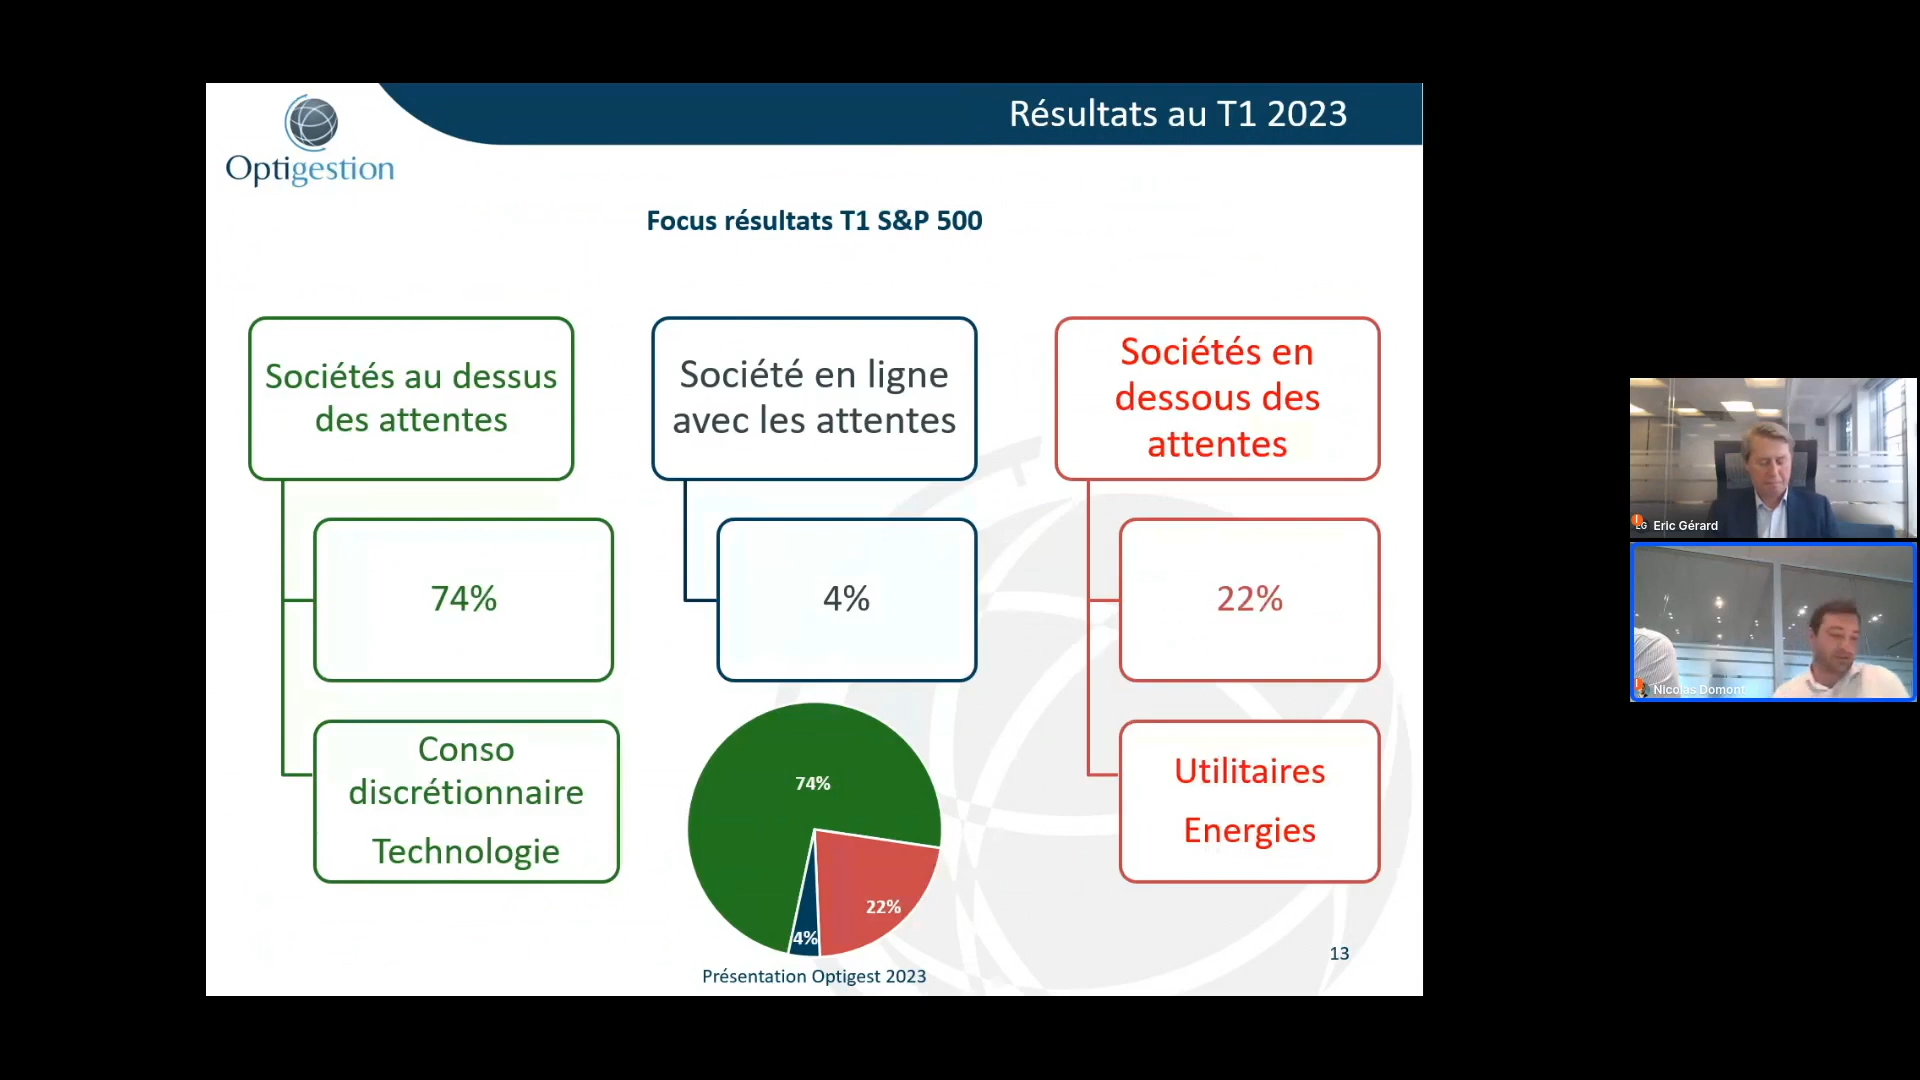 Résultats au T1 2023
Optigestion
Focus résultats T1 S&P 500
Sociétés au dessus
des attentes
74%
Conso
discrétionnaire
Technologie
Société en ligne
avec les attentes
4%
Sociétés en
dessous des
attentes
22%
Utilitaires
Energies
74%
22%
4%
13
Présentation Optigest 2023
EG Eric Gérard
Nicolas Domont